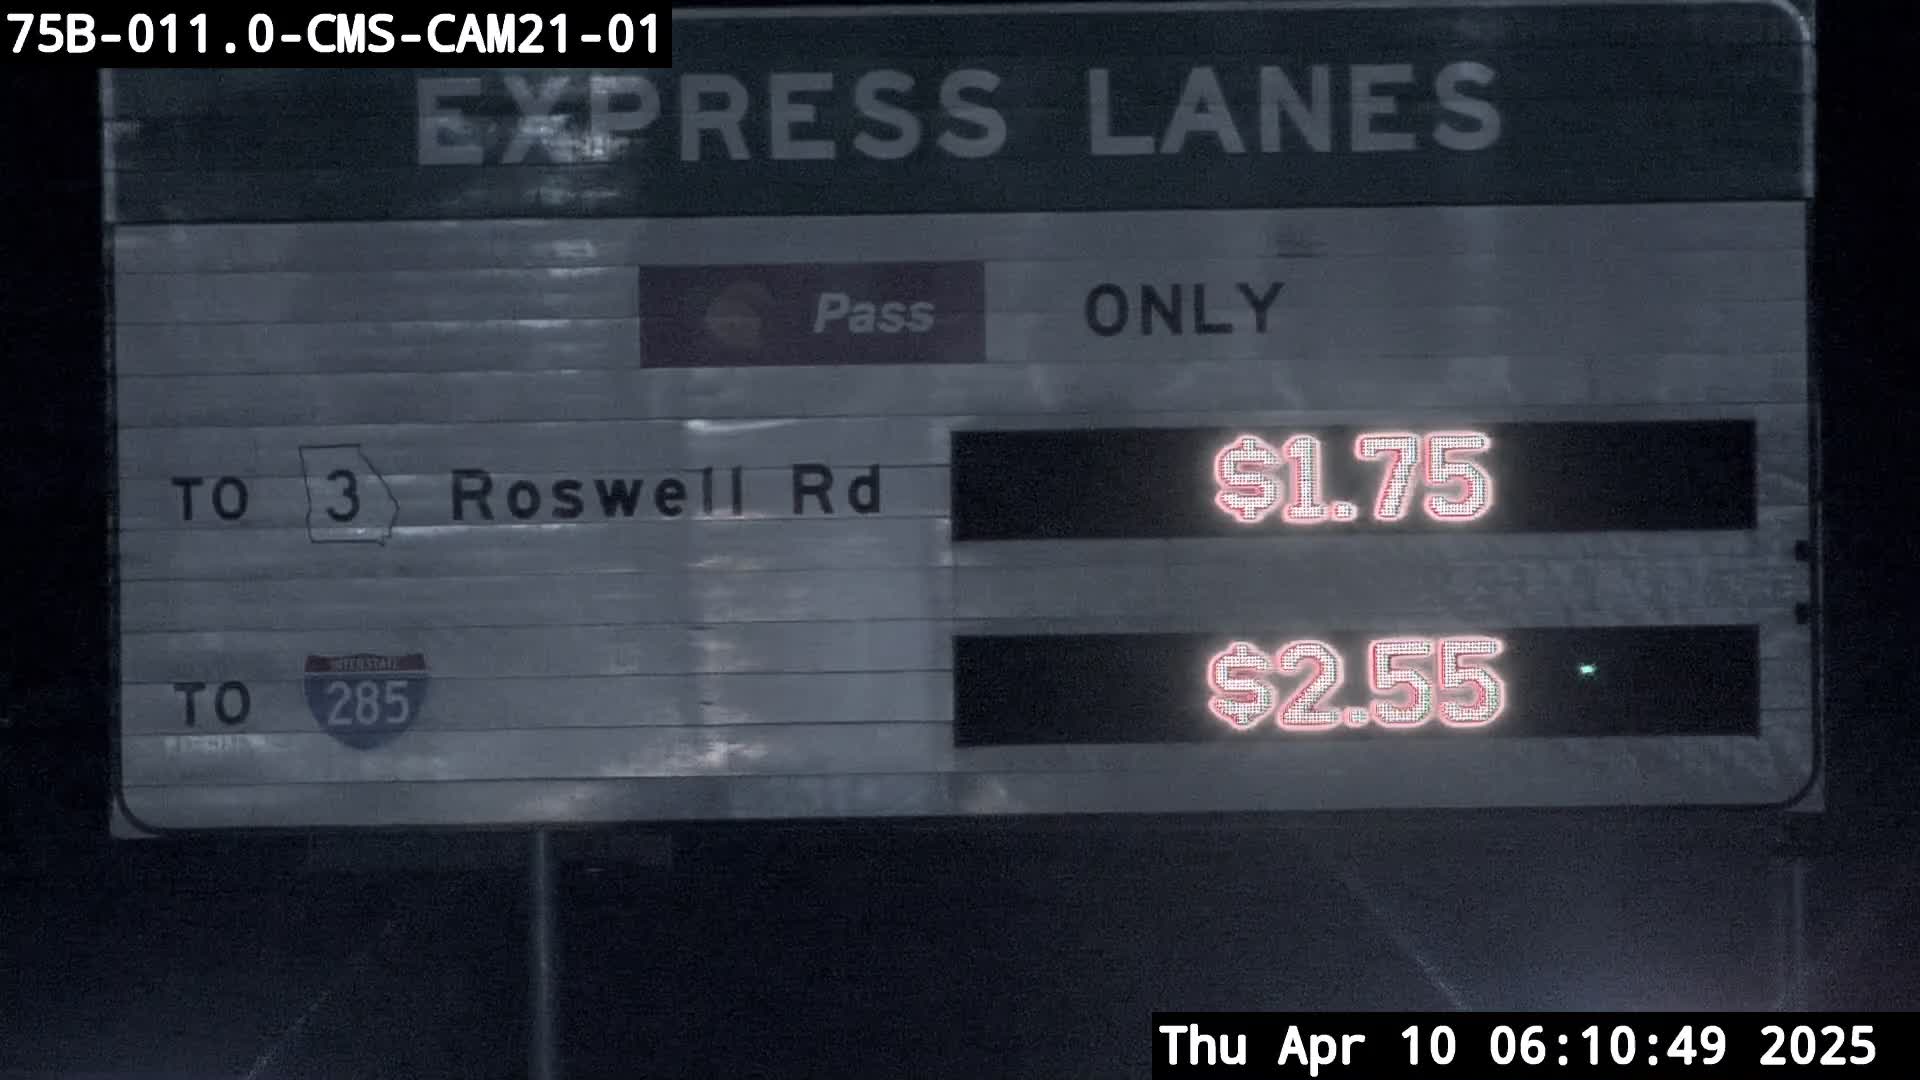 75B-011.0-CMS-CAM21-01
EXPRESS LANES
Pass ONLY
TO 3 Roswell Rd $1.75
INTERSTATE
TO 285 $2.55
Thu Apr 10 06:10:49 2025